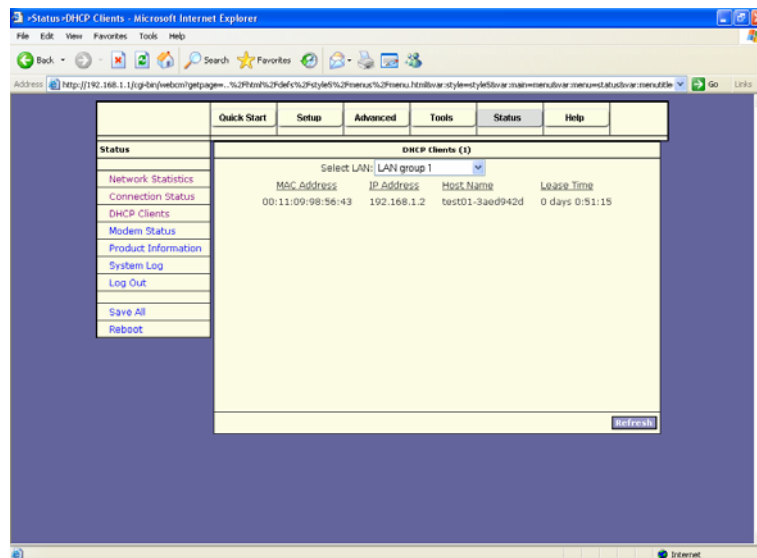 >Status>DHCP Clients - Microsoft Internet Explorer
File Edit View Favorites Tools Help
Back Search Favorites
Address http://192.168.1.1/cgi-bin/webcm?getpage=..%2Fhtml%2Fdefs%2Fstyle5%2Fmenus%2Fmenu.html&var:style=style5&var:main=menu&var:menu=status&var:menutitle Go Links
Quick Start Setup Advanced Tools Status Help
Status
Network Statistics
Connection Status
DHCP Clients
Modem Status
Product Information
System Log
Log Out
Save All
Reboot
DHCP Clients (1)
Select LAN: LAN group 1
MAC Address IP Address Host Name Lease Time
00:11:09:98:56:43 192.168.1.2 test01-3aed942d 0 days 0:51:15
Refresh
Internet